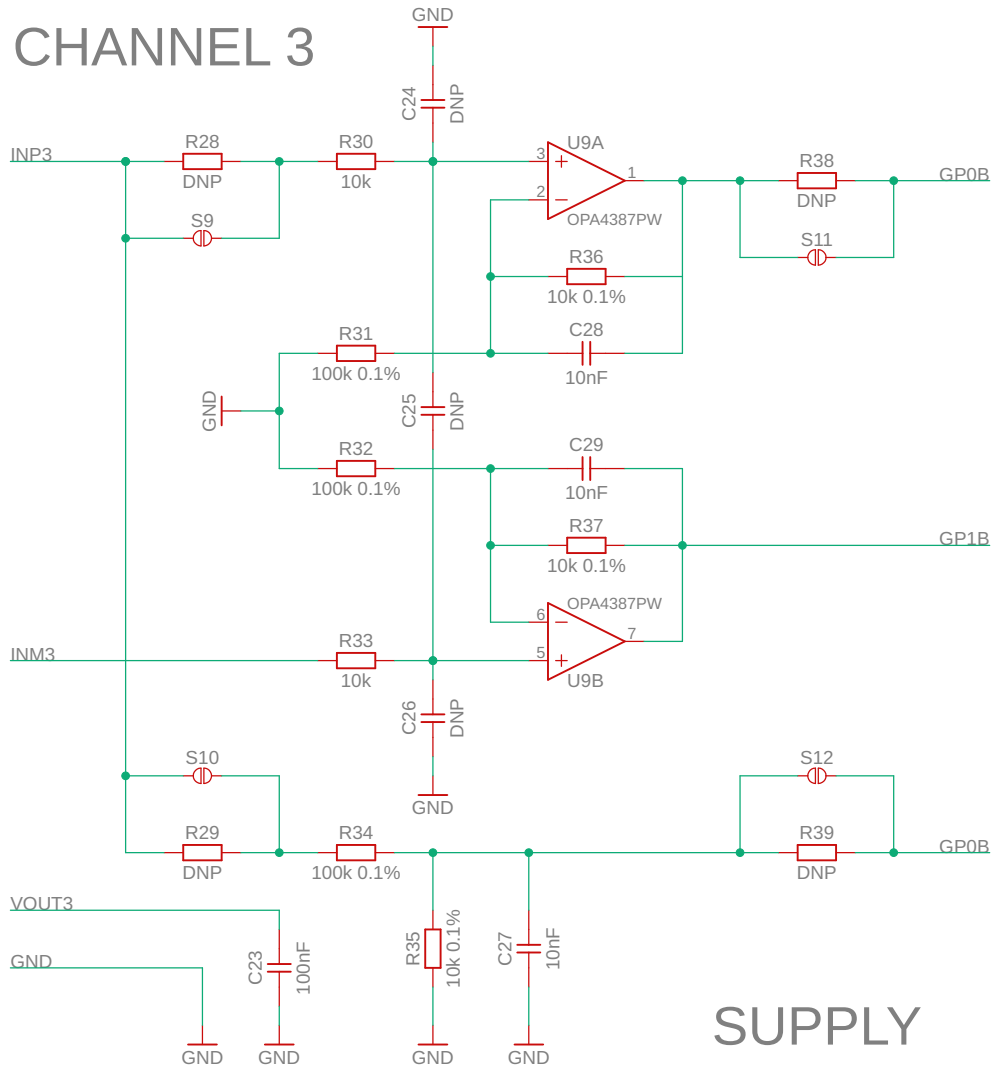 GND
CHANNEL 3
C24
DNP
INP3
R28
DNP
R30
10k
U9A
3
2
1
OPA4387PW
R38
DNP
GP0B
S9
S11
R36
10k 0.1%
R31
100k 0.1%
C28
10nF
GND
C25
DNP
R32
100k 0.1%
C29
10nF
R37
10k 0.1%
GP1B
OPA4387PW
6
5
7
U9B
INM3
R33
10k
C26
DNP
GND
S10
S12
R29
DNP
R34
100k 0.1%
R39
DNP
GP0B
VOUT3
GND
C23
100nF
R35
10k 0.1%
C27
10nF
SUPPLY
GND
GND
GND
GND